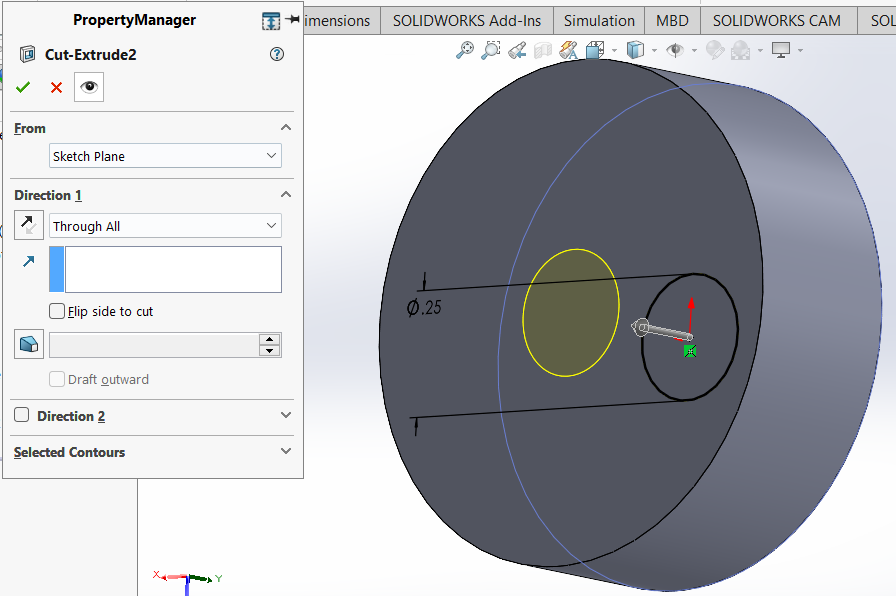 PropertyManager
imensions
SOLIDWORKS Add-Ins
Simulation
MBD
SOLIDWORKS CAM
SOL
Cut-Extrude2
?
From
Sketch Plane
Direction 1
Through All
Flip side to cut
Draft outward
Direction 2
Selected Contours
Ø.25
X
Y